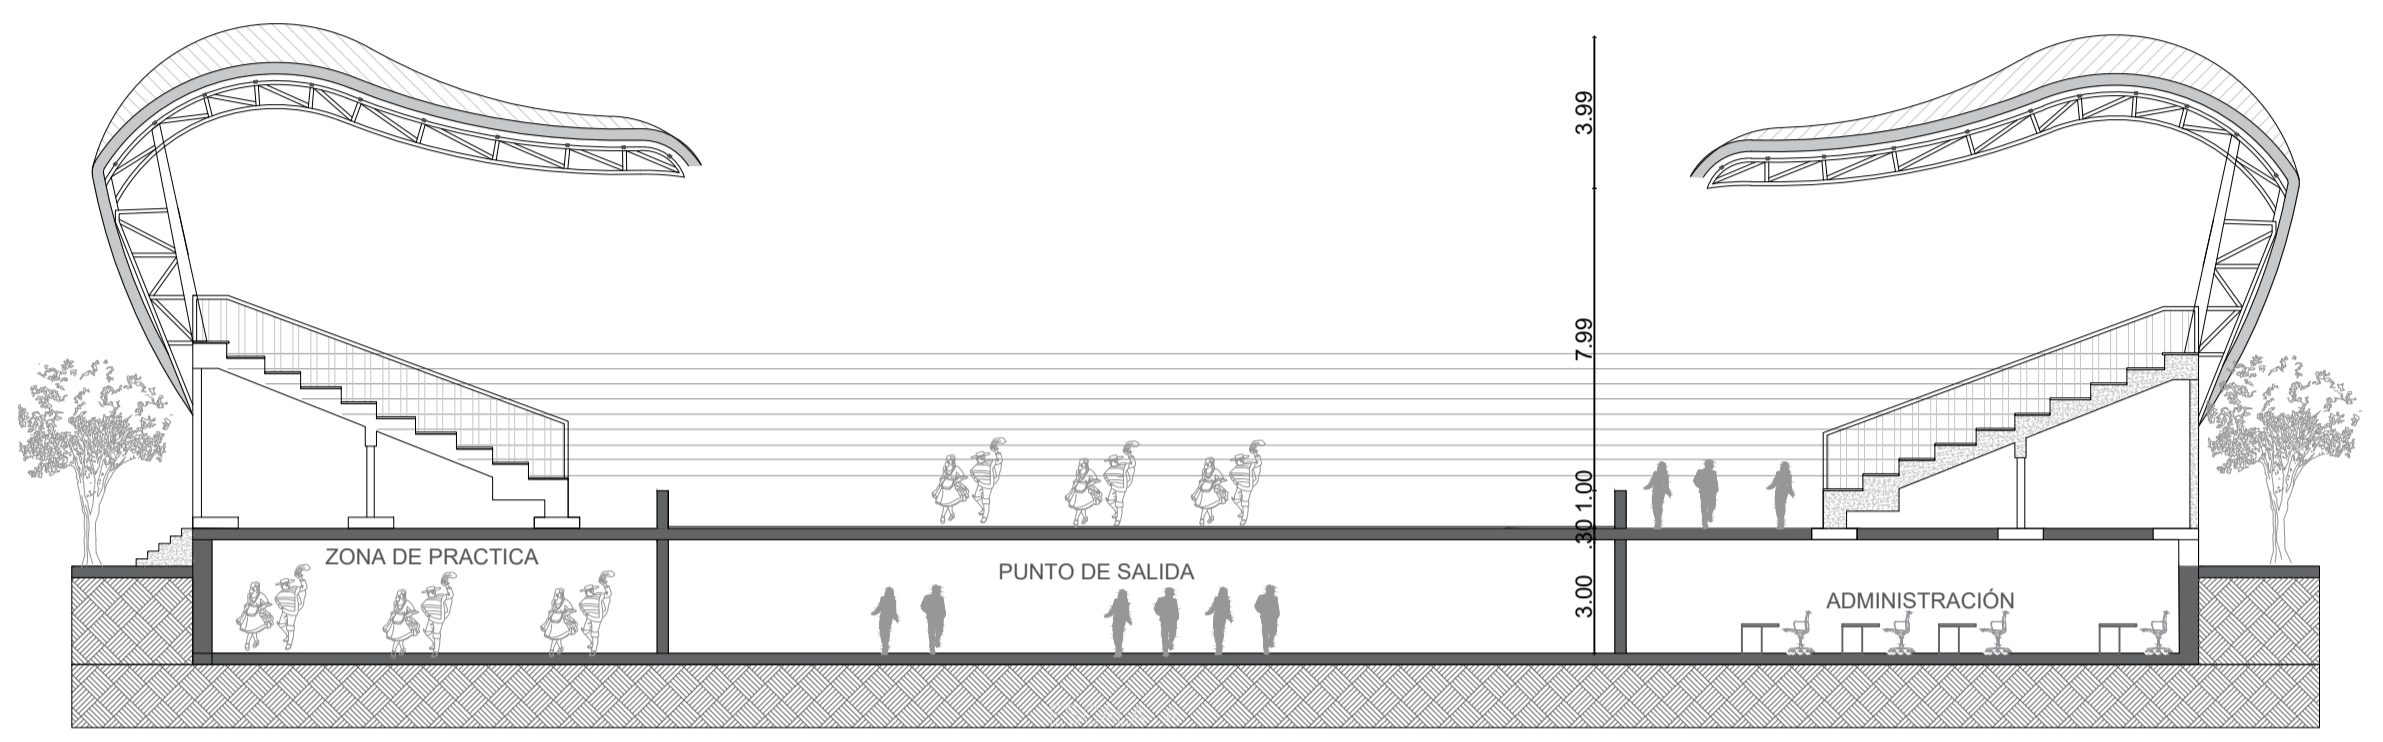 3.99
7.99
1.00
.30
3.00
ZONA DE PRACTICA
PUNTO DE SALIDA
ADMINISTRACIÓN